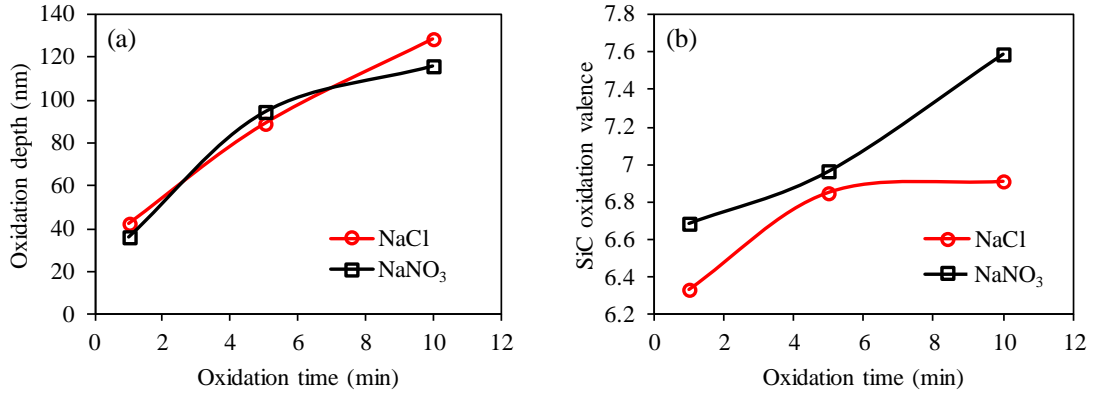 (a)
Oxidation depth (nm)
140
120
100
80
60
40
20
0
0 2 4 6 8 10 12
Oxidation time (min)
NaCl
NaNO₃
(b)
SiC oxidation valence
7.8
7.6
7.4
7.2
7
6.8
6.6
6.4
6.2
0 2 4 6 8 10 12
Oxidation time (min)
NaCl
NaNO₃